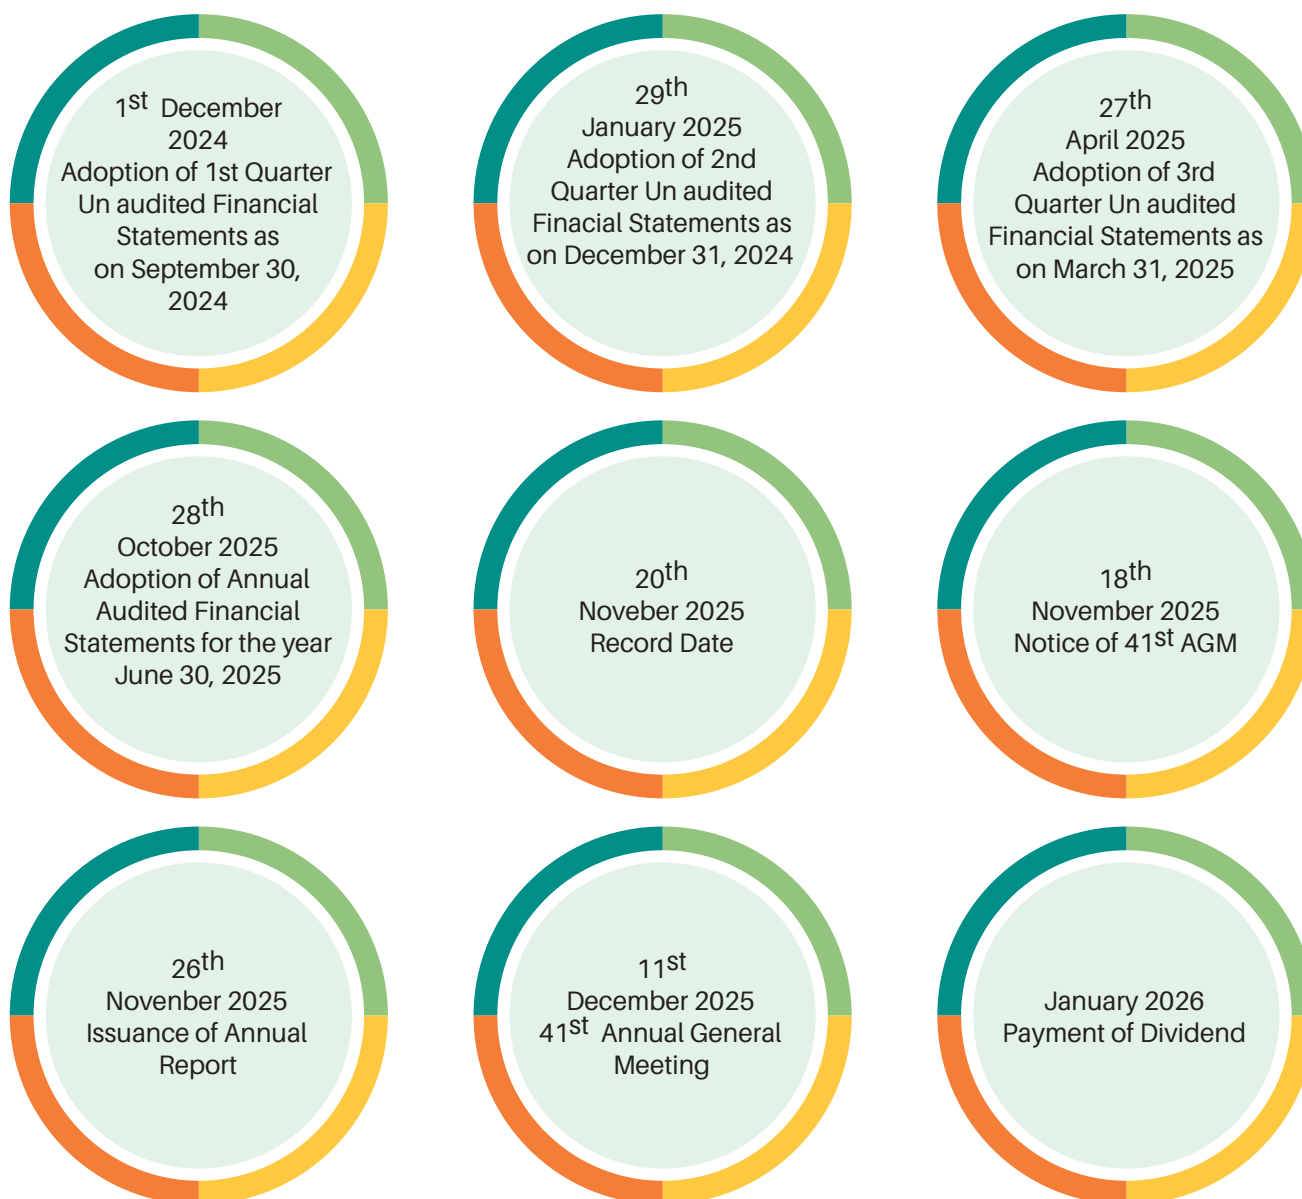 1st December
2024
Adoption of 1st Quarter
Un audited Financial
Statements as
on September 30,
2024
29th
January 2025
Adoption of 2nd
Quarter Un audited
Finacial Statements as
on December 31, 2024
27th
April 2025
Adoption of 3rd
Quarter Un audited
Financial Statements as
on March 31, 2025
28th
October 2025
Adoption of Annual
Audited Financial
Statements for the year
June 30, 2025
20th
Noveber 2025
Record Date
18th
November 2025
Notice of 41st AGM
26th
Novenber 2025
Issuance of Annual
Report
11st
December 2025
41st Annual General
Meeting
January 2026
Payment of Dividend